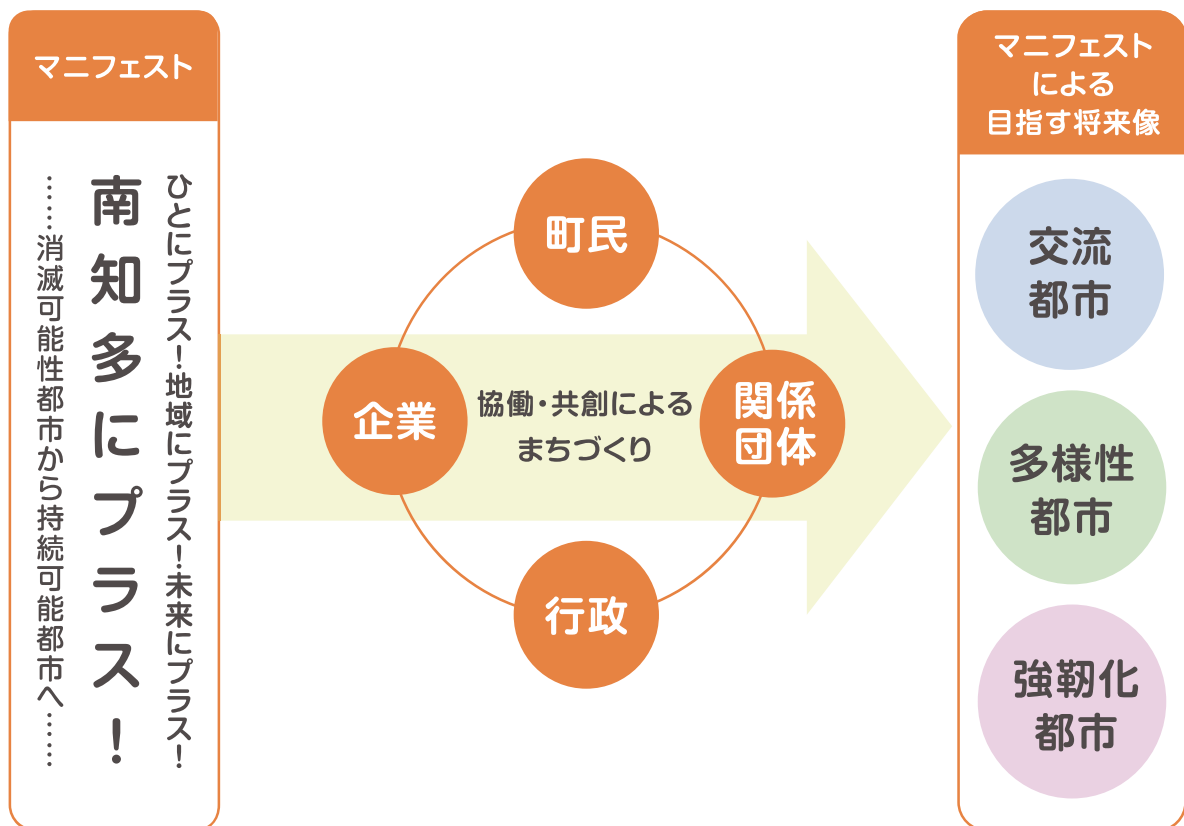 マニフェスト
ひとにプラス！地域にプラス！未来にプラス！
南知多にプラス！
……消滅可能性都市から持続可能都市へ……
町民
企業
協働・共創による
まちづくり
関係
団体
行政
マニフェスト
による
目指す将来像
交流
都市
多様性
都市
強靭化
都市